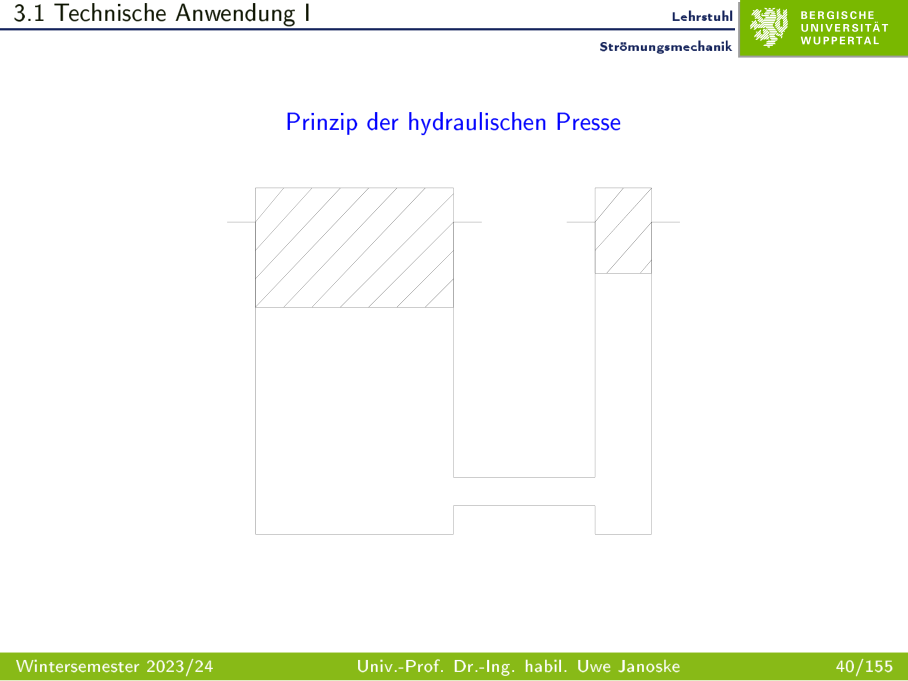 3.1 Technische Anwendung I
Lehrstuhl
Strömungsmechanik
BERGISCHE
UNIVERSITÄT
WUPPERTAL
Prinzip der hydraulischen Presse
Wintersemester 2023/24
Univ.-Prof. Dr.-Ing. habil. Uwe Janoske
40/155